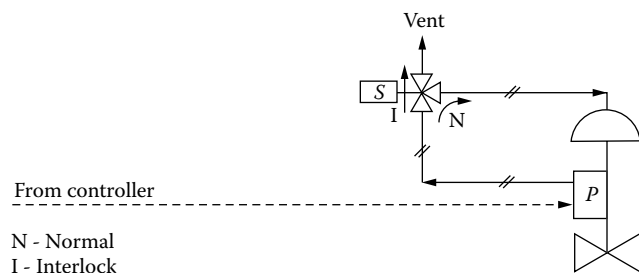 Vent
S
I
N
From controller
P
N - Normal
I - Interlock